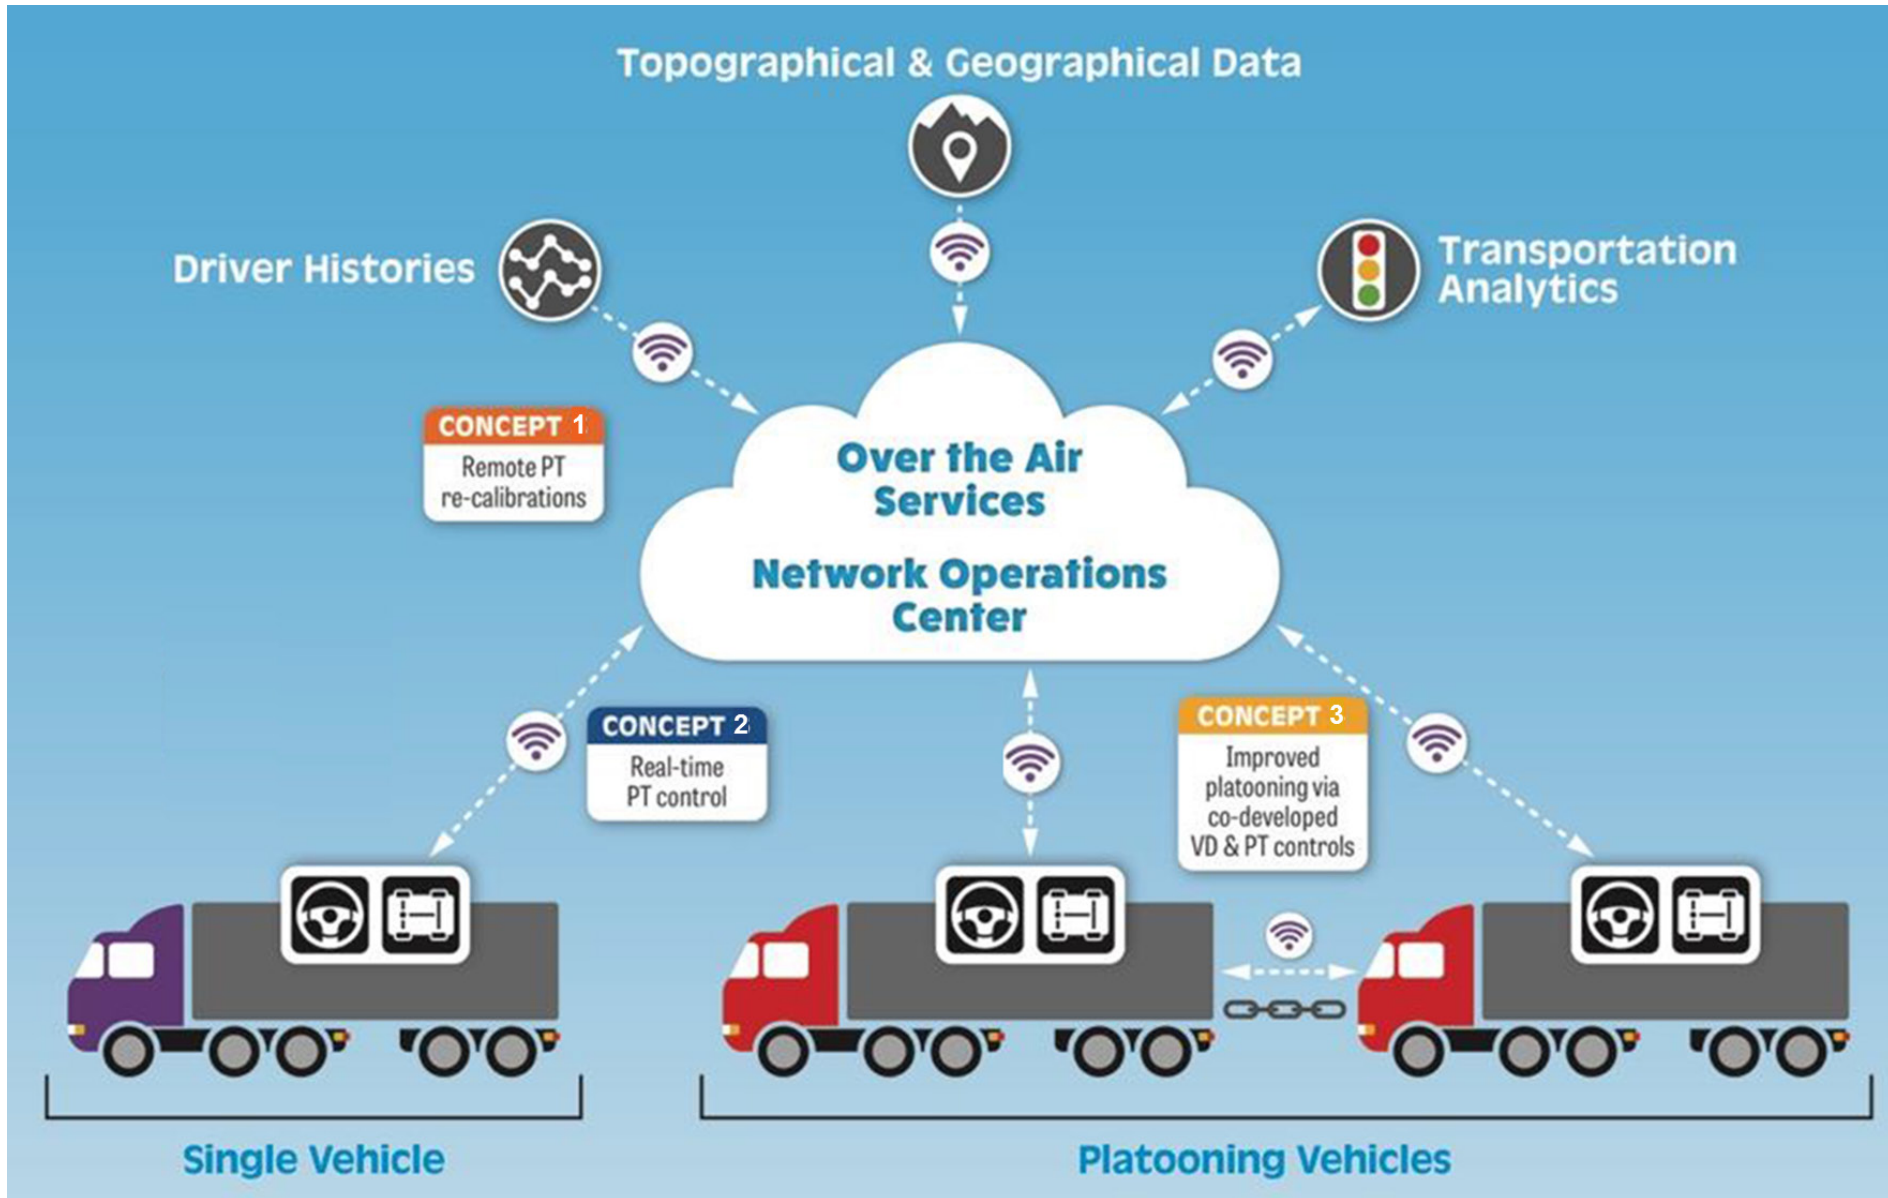 Topographical & Geographical Data
Driver Histories
Transportation
Analytics
CONCEPT 1
Remote PT
re-calibrations
Over the Air
Services
Network Operations
Center
CONCEPT 2
Real-time
PT control
CONCEPT 3
Improved
platooning via
co-developed
VD & PT controls
Single Vehicle
Platooning Vehicles